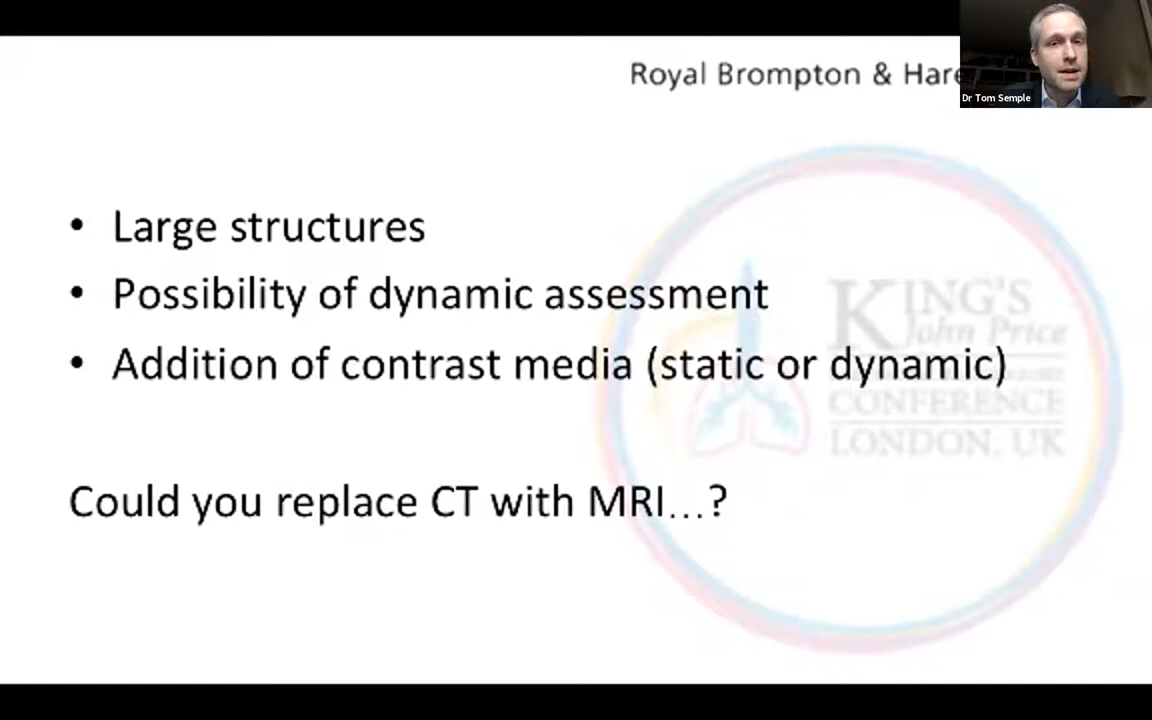 Royal Brompton & Hare
Dr Tom Semple
• Large structures
• Possibility of dynamic assessment
• Addition of contrast media (static or dynamic)
KING'S
John Price
CONFERENCE
LONDON, UK
Could you replace CT with MRI...?